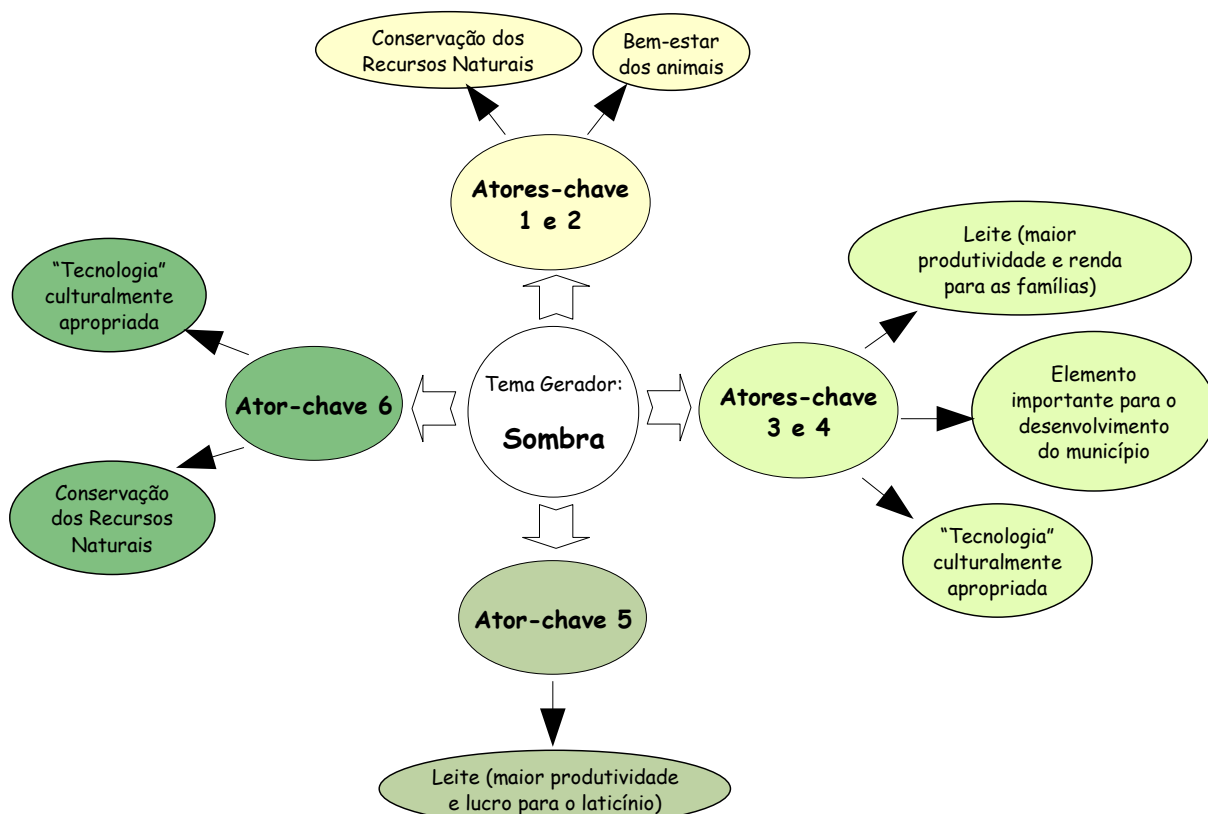 Conservação dos
Recursos Naturais
Bem-estar
dos animais
Atores-chave
1 e 2
Leite (maior
produtividade e renda
para as famílias)
"Tecnologia"
culturalmente
apropriada
Tema Gerador:
Sombra
Ator-chave 6
Atores-chave
3 e 4
Elemento
importante para o
desenvolvimento
do município
Conservação
dos Recursos
Naturais
"Tecnologia"
culturalmente
apropriada
Ator-chave 5
Leite (maior produtividade
e lucro para o laticínio)